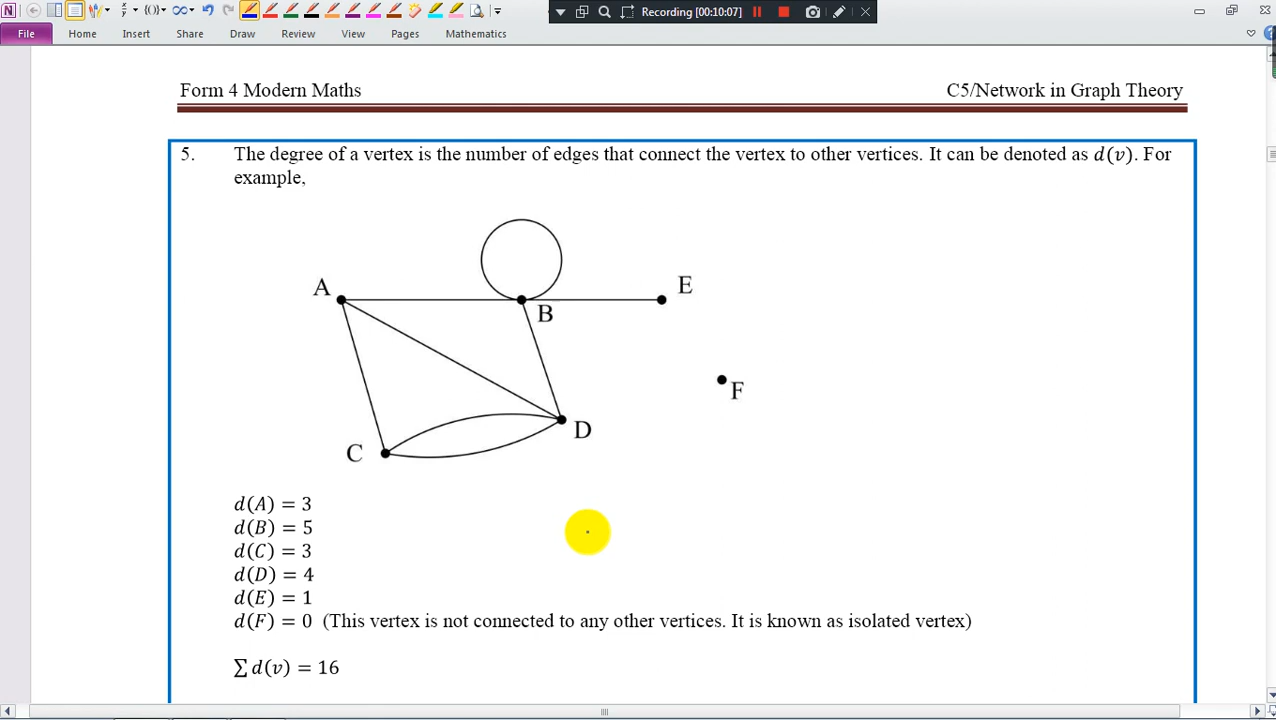 Recording [00:10:07]
File Home Insert Share Draw Review View Pages Mathematics
Form 4 Modern Maths C5/Network in Graph Theory
5. The degree of a vertex is the number of edges that connect the vertex to other vertices. It can be denoted as d(v). For
example,
A
B
E
F
C
D
d(A) = 3
d(B) = 5
d(C) = 3
d(D) = 4
d(E) = 1
d(F) = 0 (This vertex is not connected to any other vertices. It is known as isolated vertex)
∑ d(v) = 16